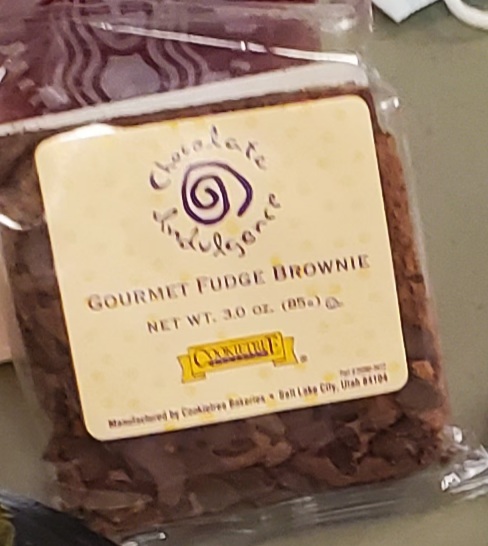 Chocolate
Indulgence
GOURMET FUDGE BROWNIE
NET WT. 3.0 OZ. (85g)
COOKIETREE
Manufactured by Cookietree Bakeries • Salt Lake City, Utah 84104